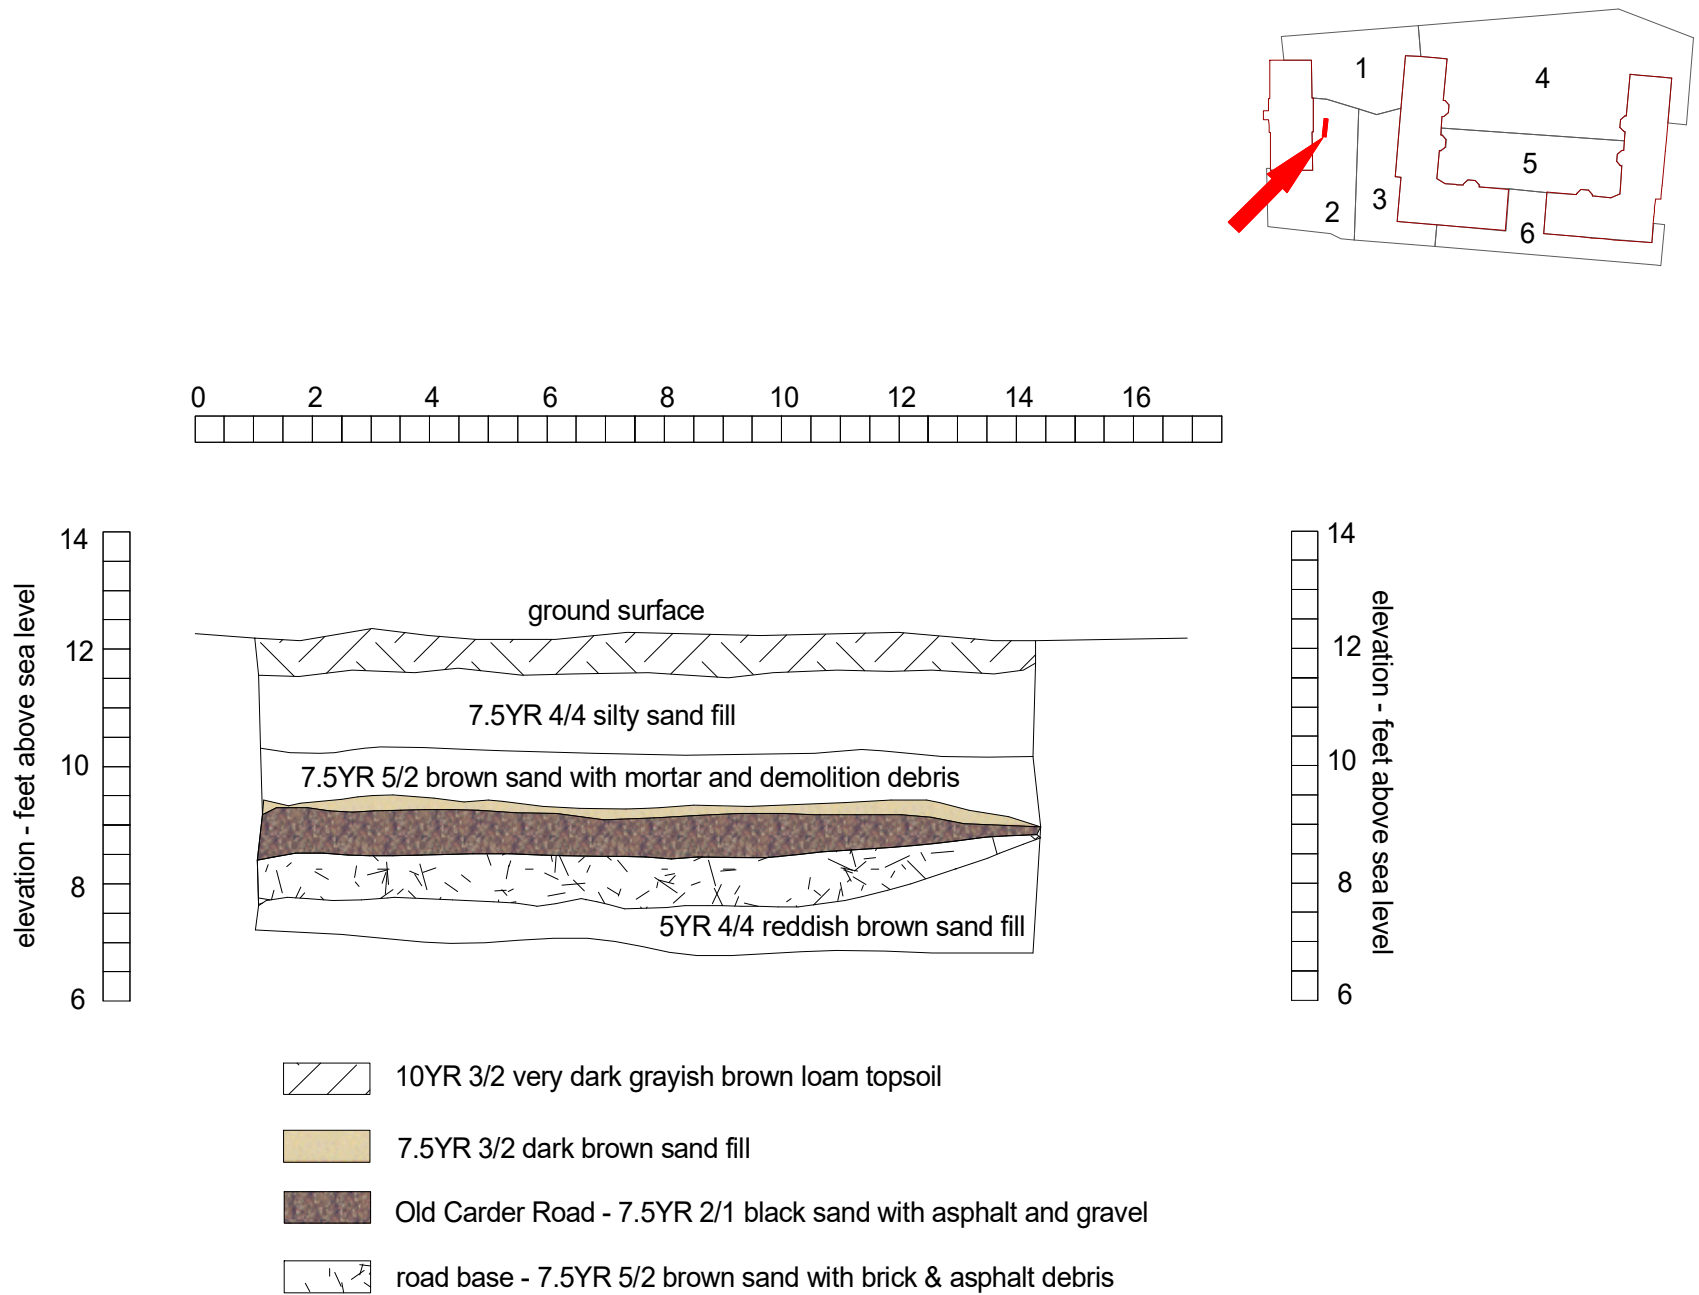 1
4
5
2
3
6
0 2 4 6 8 10 12 14 16
14
12
10
8
6
elevation - feet above sea level
14
12
10
8
6
elevation - feet above sea level
ground surface
7.5YR 4/4 silty sand fill
7.5YR 5/2 brown sand with mortar and demolition debris
5YR 4/4 reddish brown sand fill
10YR 3/2 very dark grayish brown loam topsoil
7.5YR 3/2 dark brown sand fill
Old Carder Road - 7.5YR 2/1 black sand with asphalt and gravel
road base - 7.5YR 5/2 brown sand with brick & asphalt debris